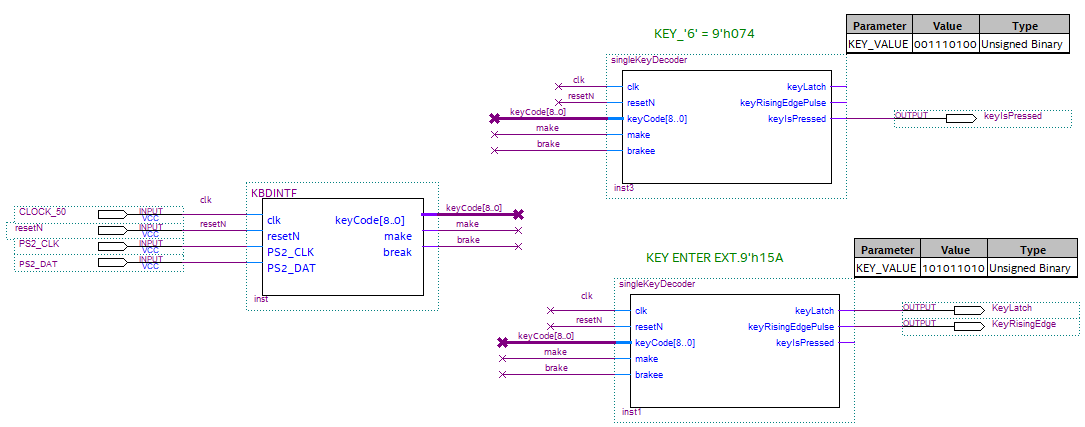 KEY_'6' = 9'h074
Parameter Value Type
KEY_VALUE 001110100 Unsigned Binary
singleKeyDecoder
clk
resetN
keyCode[8..0]
make
brake
clk
resetN
keyCode[8..0]
make
brakee
keyLatch
keyRisingEdgePulse
keyIsPressed
inst3
OUTPUT
keyIsPressed
CLOCK_50
resetN
PS2_CLK
PS2_DAT
INPUT
VCC
INPUT
VCC
INPUT
VCC
INPUT
VCC
clk
resetN
KBDINTF
clk
resetN
PS2_CLK
PS2_DAT
keyCode[8..0]
make
break
inst
keyCode[8..0]
make
brake
KEY ENTER EXT.9'h15A
Parameter Value Type
KEY_VALUE 101011010 Unsigned Binary
singleKeyDecoder
clk
resetN
keyCode[8..0]
make
brake
clk
resetN
keyCode[8..0]
make
brakee
keyLatch
keyRisingEdgePulse
keyIsPressed
inst1
OUTPUT
KeyLatch
OUTPUT
KeyRisingEdge